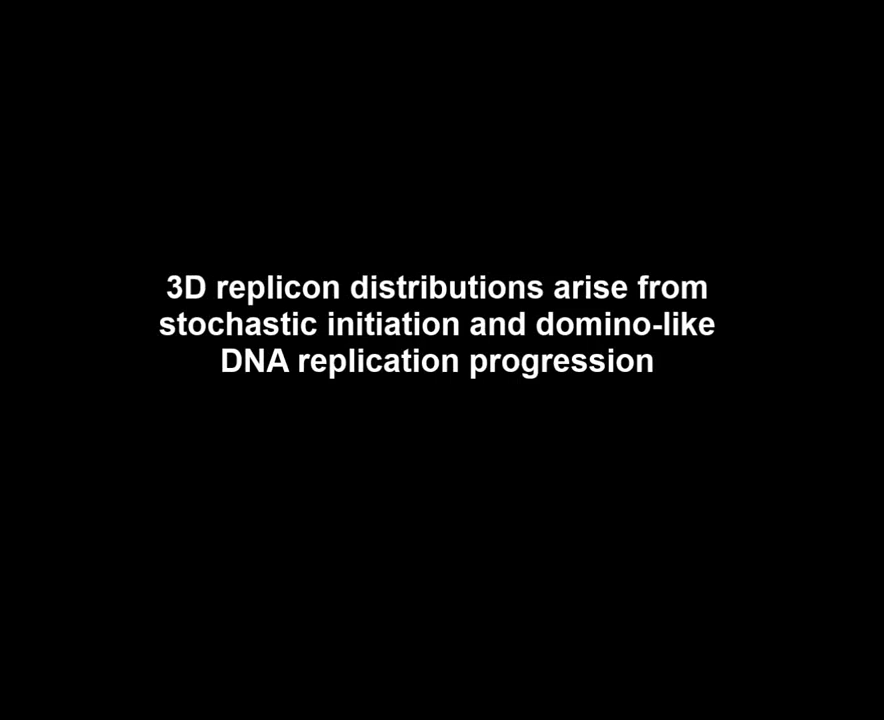 3D replicon distributions arise from
stochastic initiation and domino-like
DNA replication progression